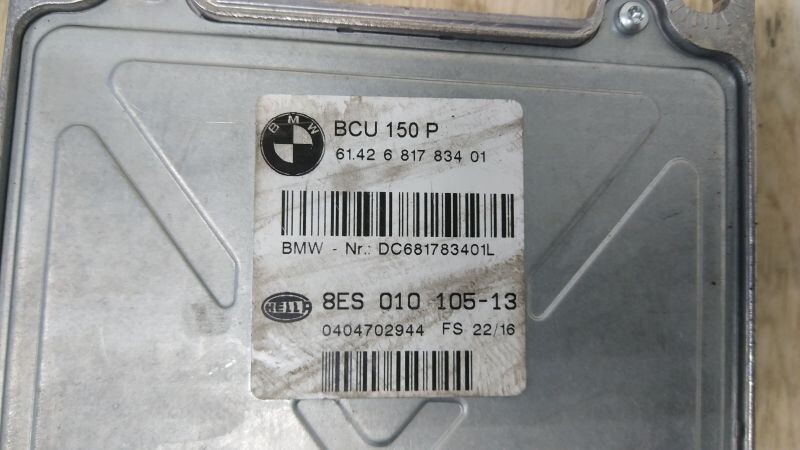 BMW
BCU 150 P
61.42 6 817 834 01
BMW - Nr.: DC681783401L
HELLA
8ES 010 105-13
0404702944 FS 22/16